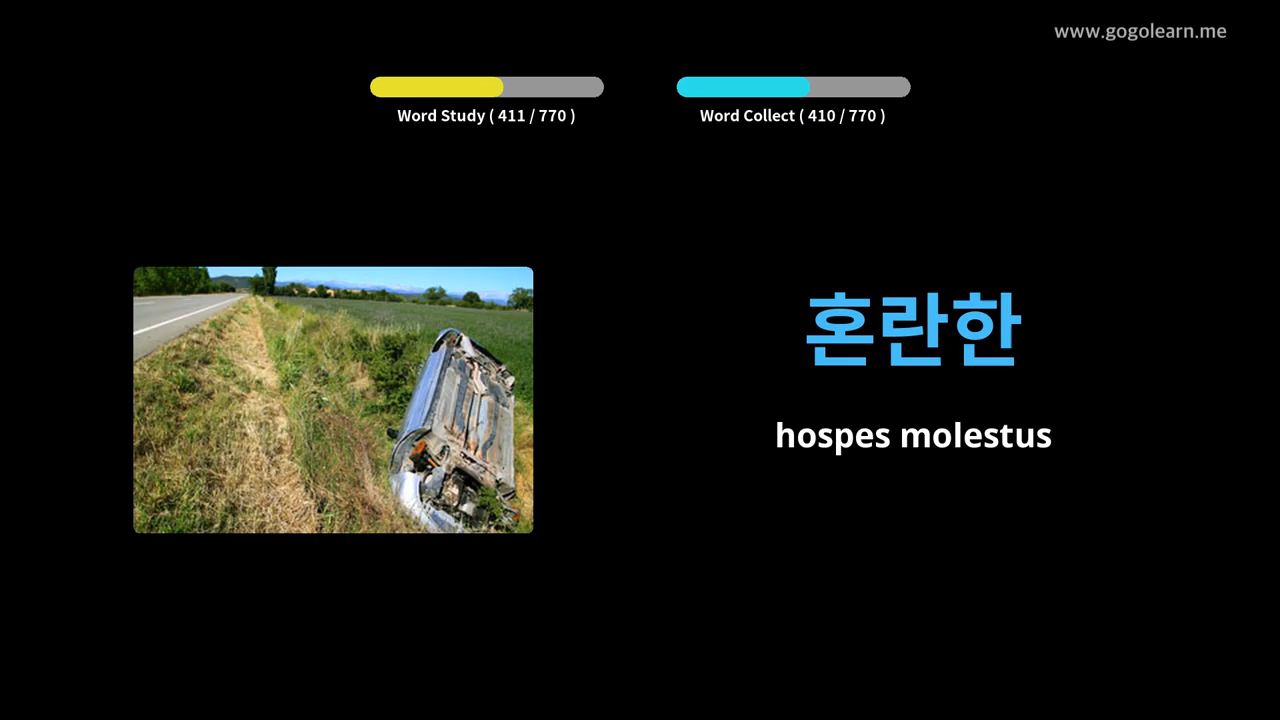 www.gogolearn.me
Word Study ( 411 / 770 )
Word Collect ( 410 / 770 )
혼란한
hospes molestus